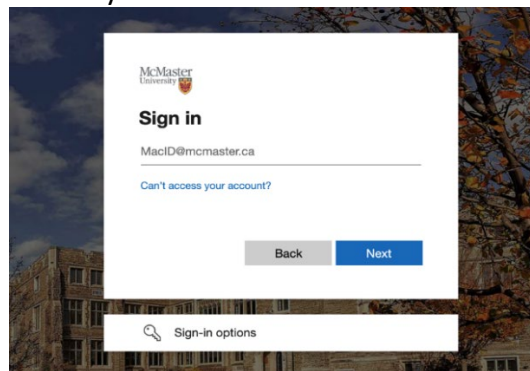 McMaster
University
Sign in
MacID@mcmaster.ca
Can't access your account?
Back Next
Sign-in options